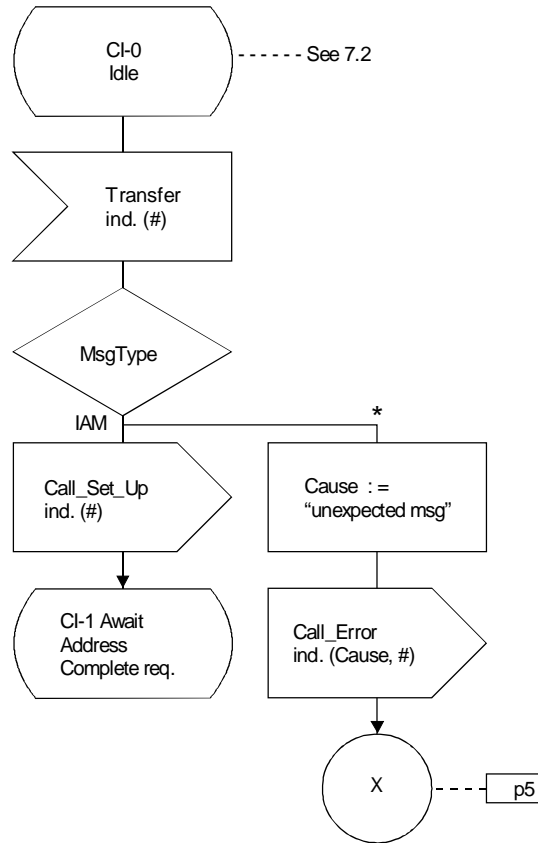 CI-0
Idle
See 7.2
Transfer
ind. (#)
MsgType
IAM
*
Call_Set_Up
ind. (#)
Cause : =
“unexpected msg”
CI-1 Await
Address
Complete req.
Call_Error
ind. (Cause, #)
X
p5